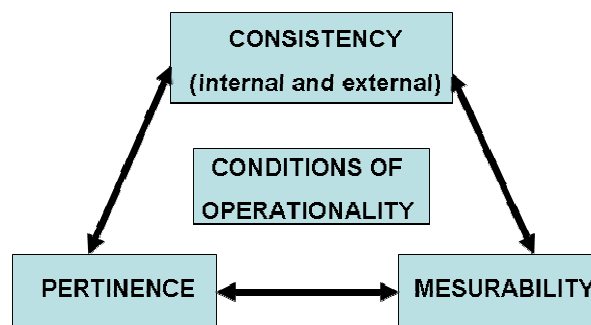 CONSISTENCY
(internal and external)
CONDITIONS OF
OPERATIONALITY
PERTINENCE
MESURABILITY